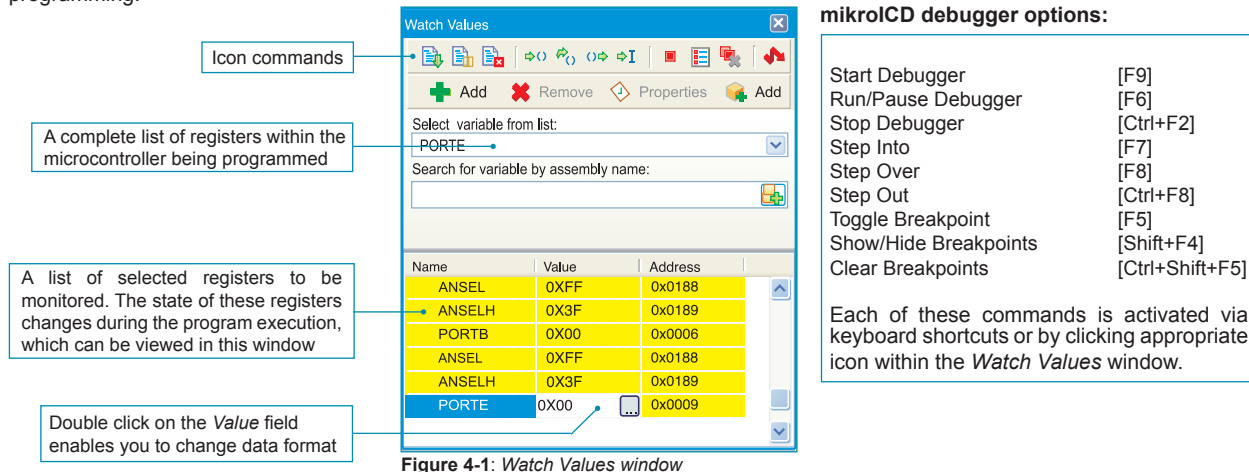 programming.
Icon commands
A complete list of registers within the
microcontroller being programmed
A list of selected registers to be
monitored. The state of these registers
changes during the program execution,
which can be viewed in this window
Double click on the Value field
enables you to change data format
Watch Values
Add Remove Properties Add
Select variable from list:
PORTE
Search for variable by assembly name:
Name Value Address
ANSEL 0XFF 0x0188
ANSELH 0X3F 0x0189
PORTB 0X00 0x0006
ANSEL 0XFF 0x0188
ANSELH 0X3F 0x0189
PORTE 0X00 ... 0x0009
Figure 4-1: Watch Values window
mikroICD debugger options:
Start Debugger [F9]
Run/Pause Debugger [F6]
Stop Debugger [Ctrl+F2]
Step Into [F7]
Step Over [F8]
Step Out [Ctrl+F8]
Toggle Breakpoint [F5]
Show/Hide Breakpoints [Shift+F4]
Clear Breakpoints [Ctrl+Shift+F5]
Each of these commands is activated via
keyboard shortcuts or by clicking appropriate
icon within the Watch Values window.